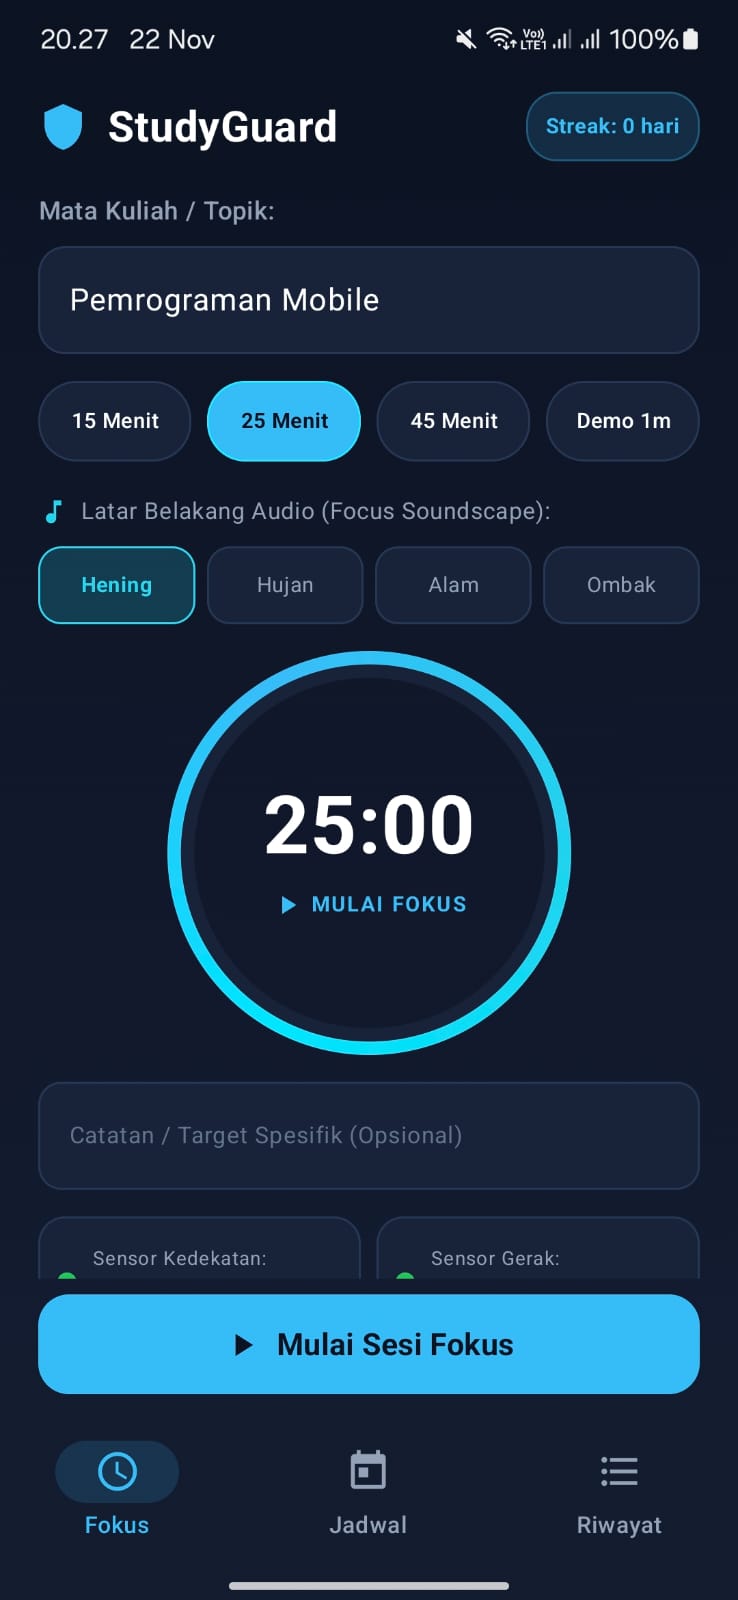 20.27 22 Nov
Vo)) LTE1 100%
StudyGuard
Streak: 0 hari
Mata Kuliah / Topik:
Pemrograman Mobile
15 Menit 25 Menit 45 Menit Demo 1m
Latar Belakang Audio (Focus Soundscape):
Hening Hujan Alam Ombak
25:00
MULAI FOKUS
Catatan / Target Spesifik (Opsional)
Sensor Kedekatan: Sensor Gerak:
Mulai Sesi Fokus
Fokus Jadwal Riwayat